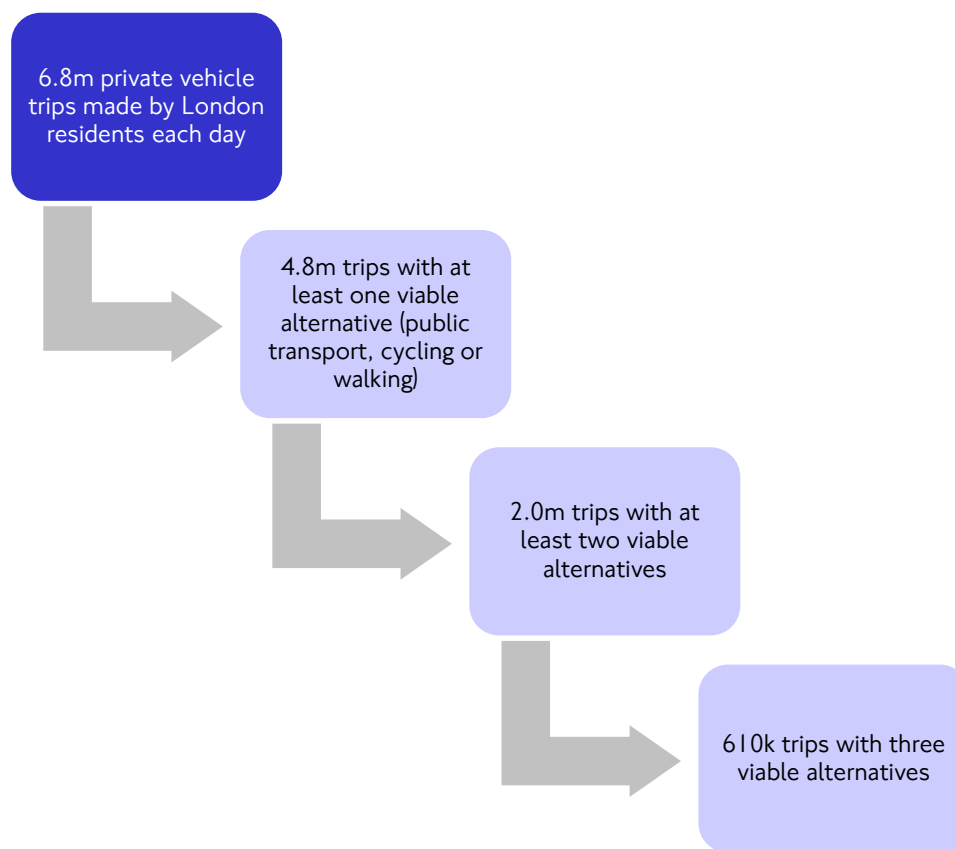 6.8m private vehicle
trips made by London
residents each day
4.8m trips with at
least one viable
alternative (public
transport, cycling or
walking)
2.0m trips with at
least two viable
alternatives
610k trips with three
viable alternatives